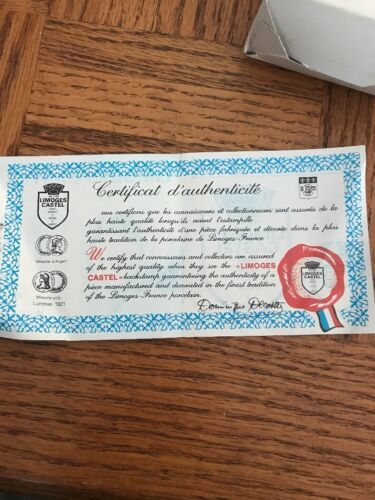 LIMOGES
CASTEL
Certificat d'authenticité
ous certifions que les connaisseurs et collectionneurs sont assurés de la
plus haute qualité lorsqu'ils voient l'estampille
garantissant l'authenticité d'une pièce fabriquée et décorée dans la plus
haute tradition de la porcelaine de Limoges-France
We certify that connoisseurs and collectors are assured
of the highest quality when they see the « LIMOGES
CASTEL » backstamp guaranteeing the authenticity of a
piece manufactured and decorated in the finest tradition
of the Limoges-France porcelain.
Médaille d'Argent
Médaille d'Or
Londres 1921
LIMOGES
CASTEL